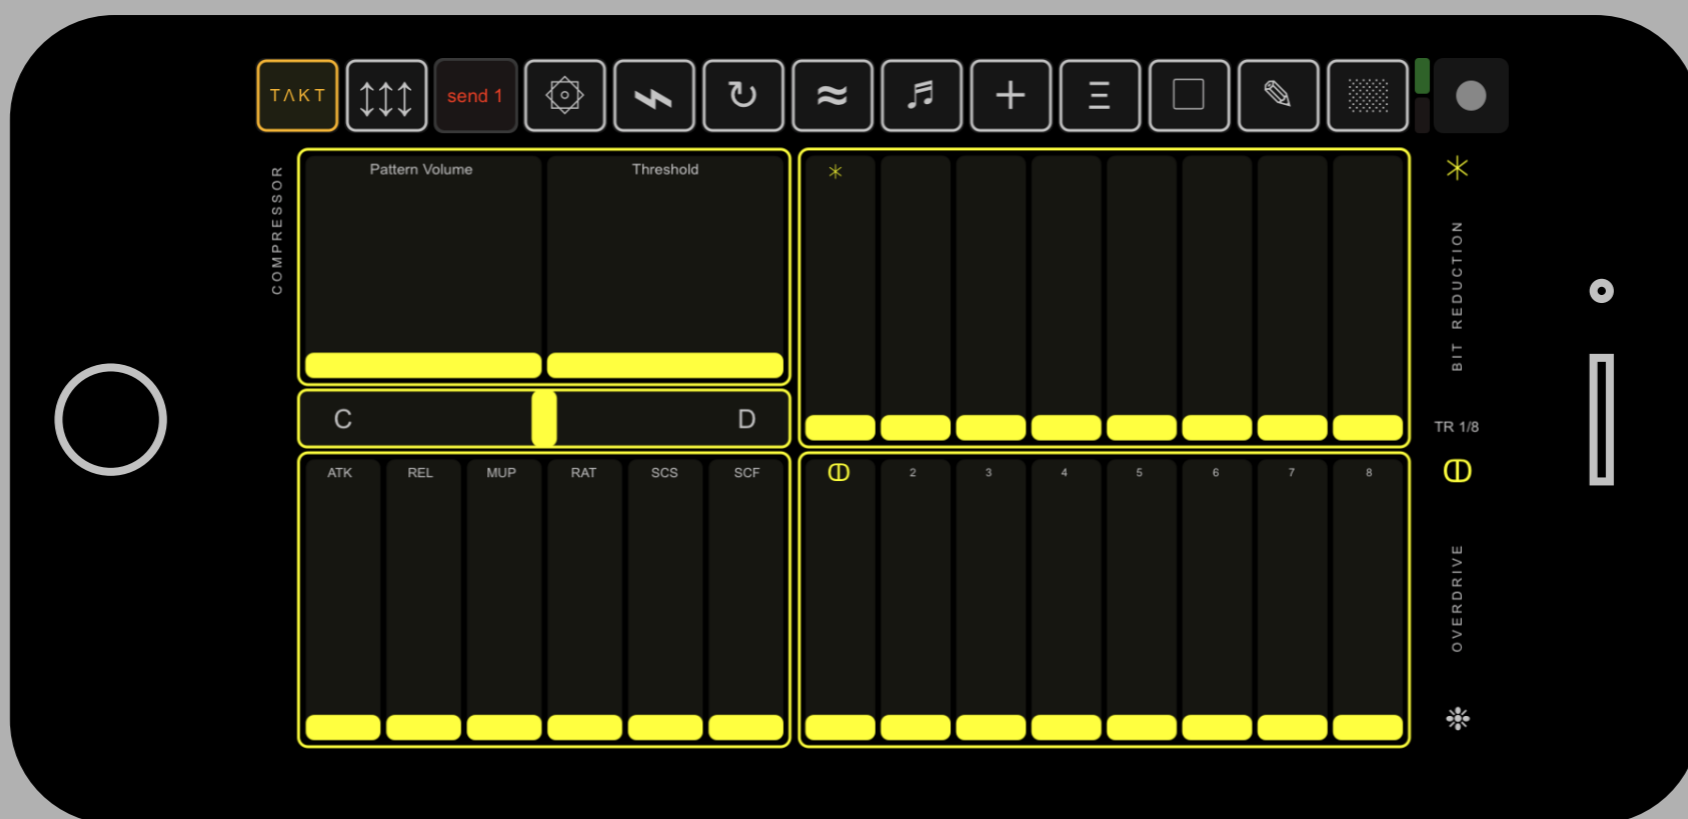 TΛKT
send 1
COMPRESSOR
Pattern Volume
Threshold
C
D
ATK REL MUP RAT SCS SCF
BIT REDUCTION
TR 1/8
2 3 4 5 6 7 8
OVERDRIVE